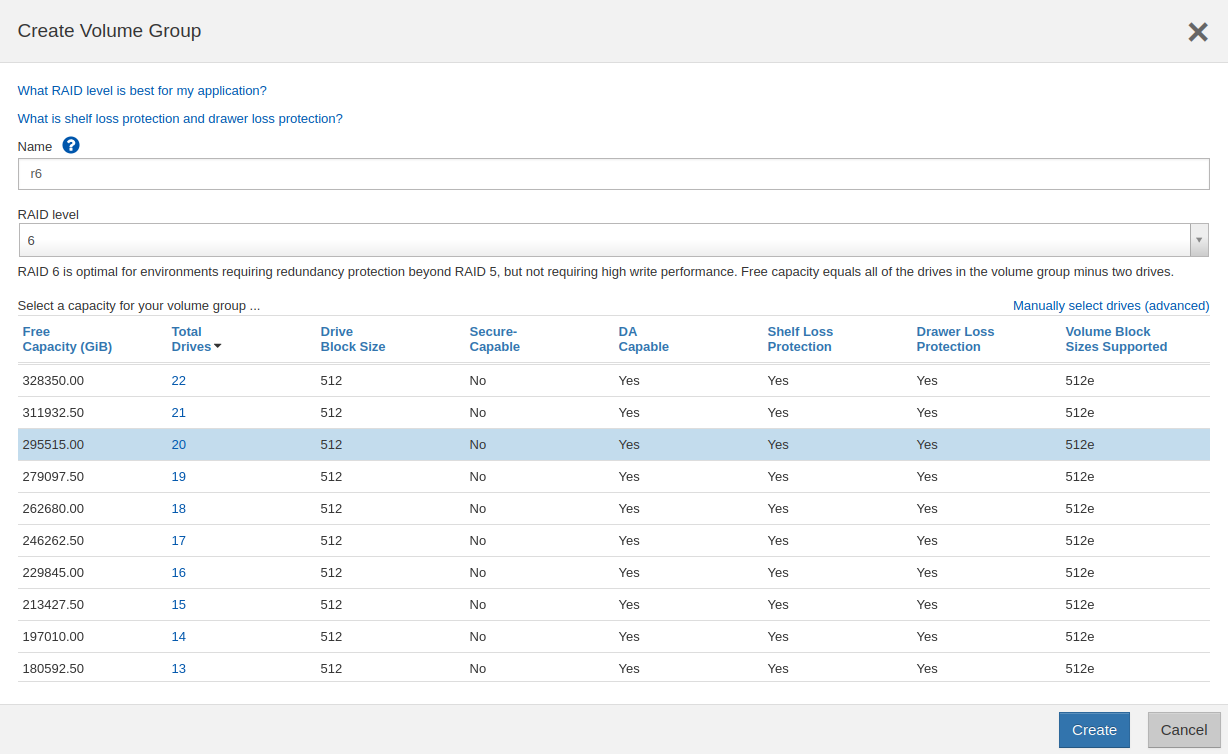 Create Volume Group
What RAID level is best for my application?
What is shelf loss protection and drawer loss protection?
Name ?
r6
RAID level
6
RAID 6 is optimal for environments requiring redundancy protection beyond RAID 5, but not requiring high write performance. Free capacity equals all of the drives in the volume group minus two drives.
Select a capacity for your volume group ... Manually select drives (advanced)
Free Total Drive Secure- DA Shelf Loss Drawer Loss Volume Block
Capacity (GiB) Drives Block Size Capable Capable Protection Protection Sizes Supported
328350.00 22 512 No Yes Yes Yes 512e
311932.50 21 512 No Yes Yes Yes 512e
295515.00 20 512 No Yes Yes Yes 512e
279097.50 19 512 No Yes Yes Yes 512e
262680.00 18 512 No Yes Yes Yes 512e
246262.50 17 512 No Yes Yes Yes 512e
229845.00 16 512 No Yes Yes Yes 512e
213427.50 15 512 No Yes Yes Yes 512e
197010.00 14 512 No Yes Yes Yes 512e
180592.50 13 512 No Yes Yes Yes 512e
Create Cancel